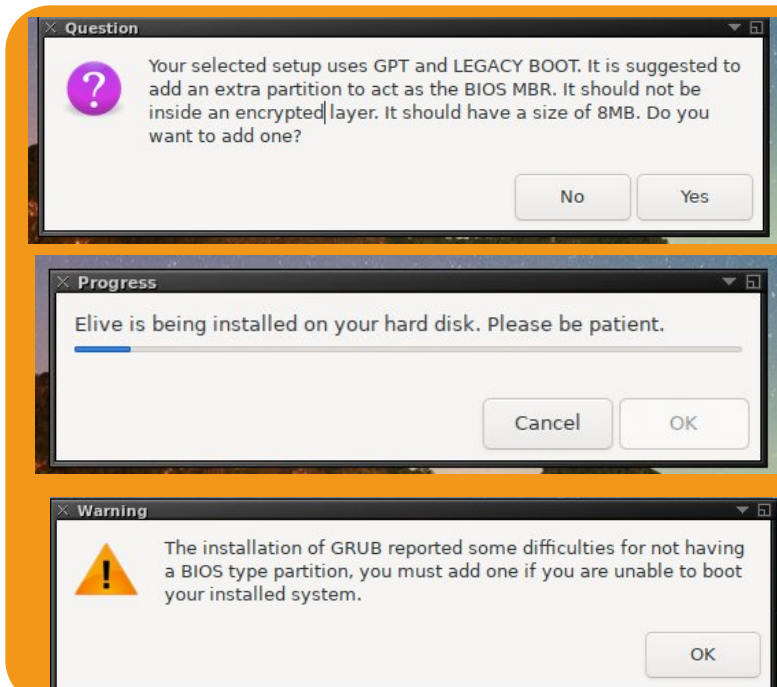 Question
Your selected setup uses GPT and LEGACY BOOT. It is suggested to
add an extra partition to act as the BIOS MBR. It should not be
inside an encrypted layer. It should have a size of 8MB. Do you
want to add one?
No Yes
Progress
Elive is being installed on your hard disk. Please be patient.
Cancel OK
Warning
The installation of GRUB reported some difficulties for not having
a BIOS type partition, you must add one if you are unable to boot
your installed system.
OK